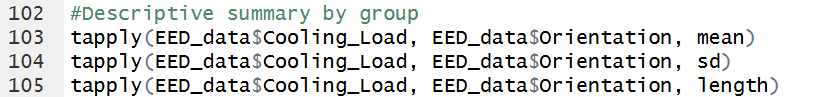 102 #Descriptive summary by group
103 tapply(EED_data$Cooling_Load, EED_data$Orientation, mean)
104 tapply(EED_data$Cooling_Load, EED_data$Orientation, sd)
105 tapply(EED_data$Cooling_Load, EED_data$Orientation, length)